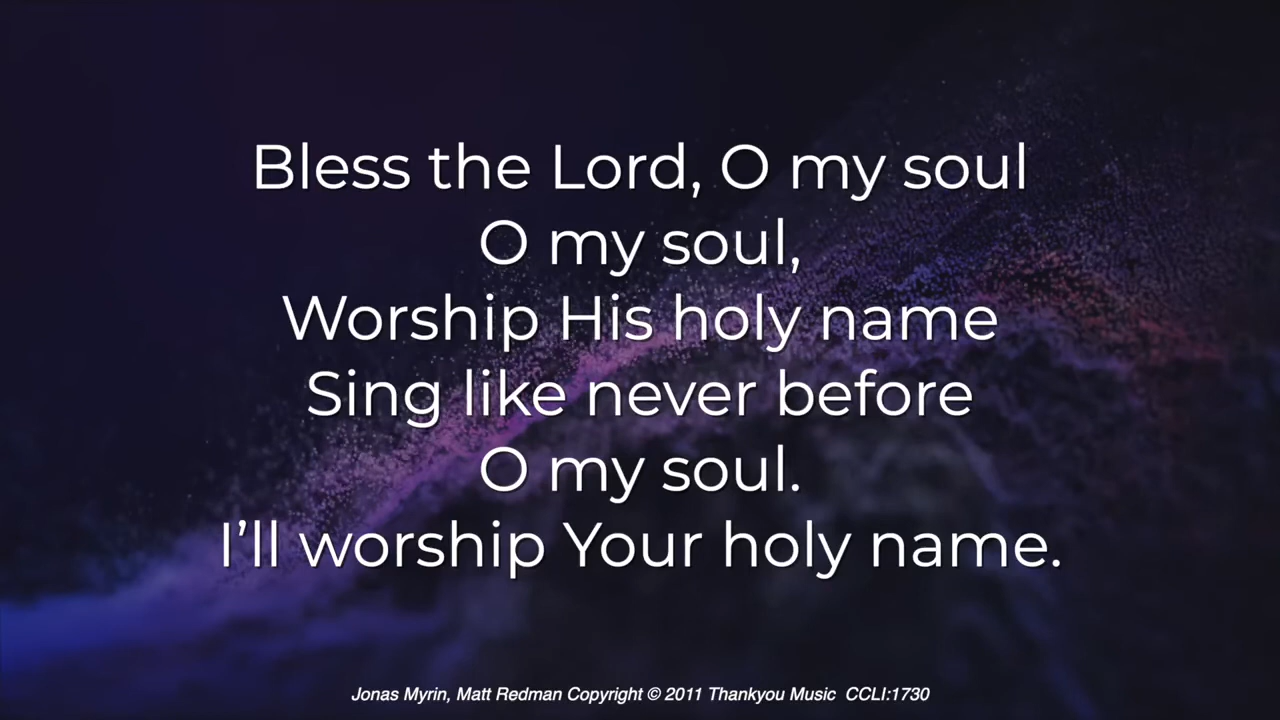 Bless the Lord, O my soul
O my soul,
Worship His holy name
Sing like never before
O my soul.
I’ll worship Your holy name.
Jonas Myrin, Matt Redman Copyright © 2011 Thankyou Music  CCLI:1730